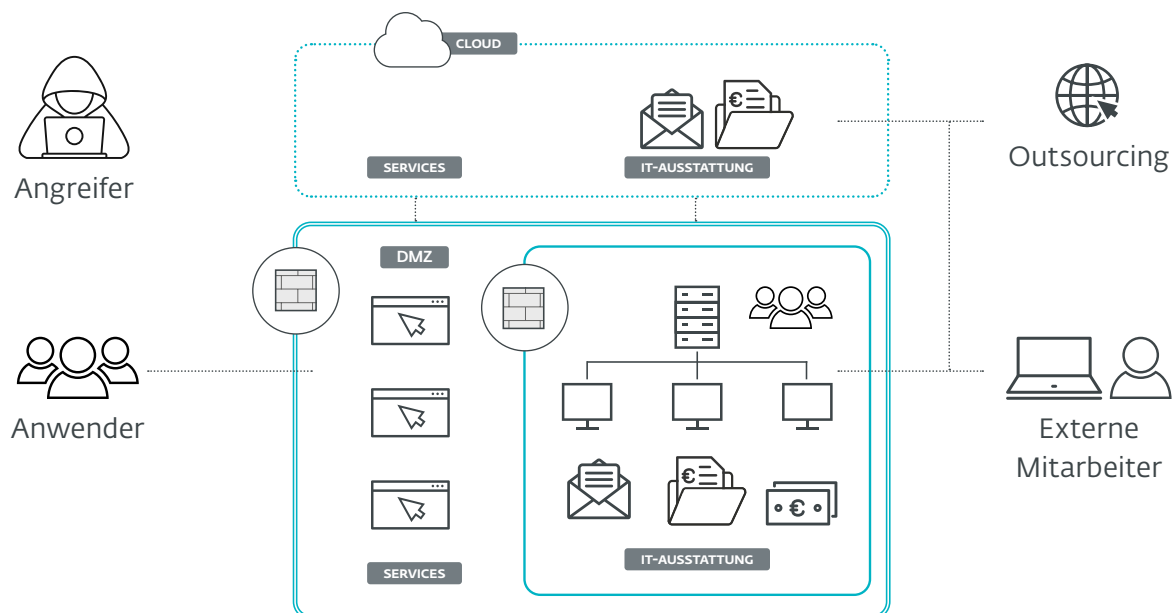 CLOUD
Angreifer
SERVICES
IT-AUSSTATTUNG
Outsourcing
DMZ
Anwender
Externe
Mitarbeiter
€
€
€
SERVICES
IT-AUSSTATTUNG